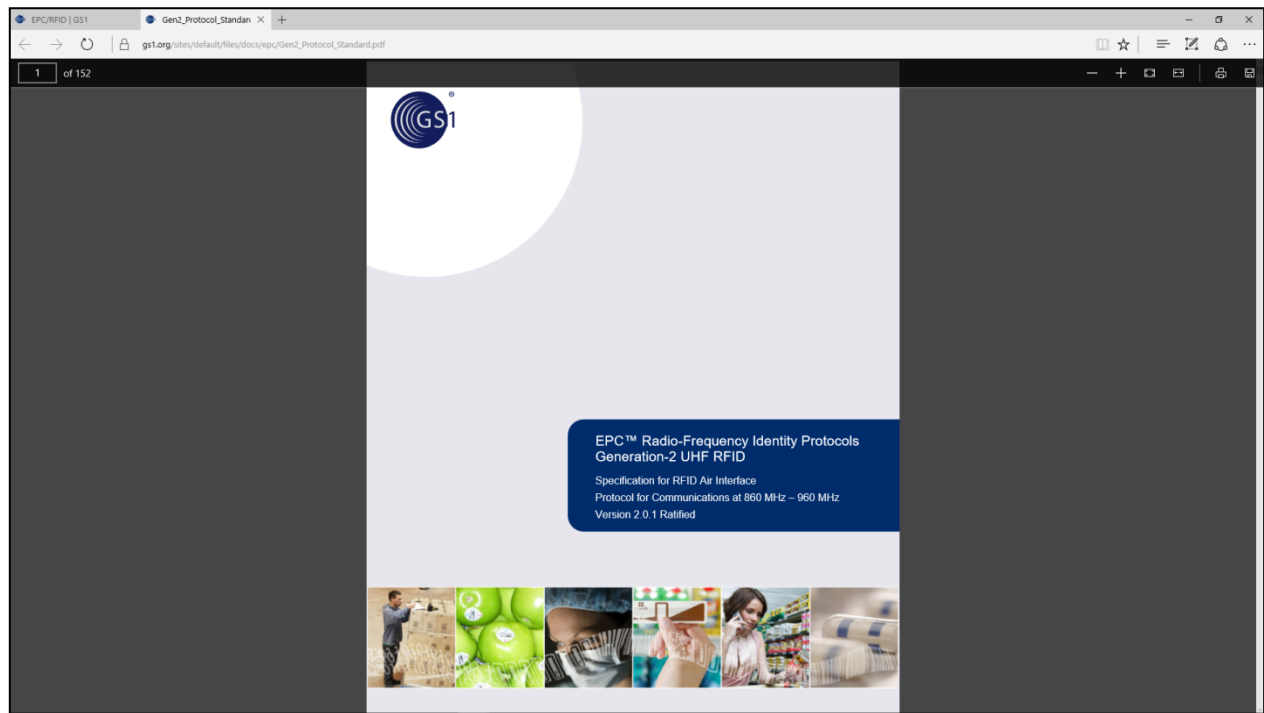 EPC/RFID | GS1
Gen2_Protocol_Standar
gs1.org/sites/default/files/docs/epc/Gen2_Protocol_Standard.pdf
1 of 152
GS1®
EPC™ Radio-Frequency Identity Protocols
Generation-2 UHF RFID
Specification for RFID Air Interface
Protocol for Communications at 860 MHz – 960 MHz
Version 2.0.1 Ratified